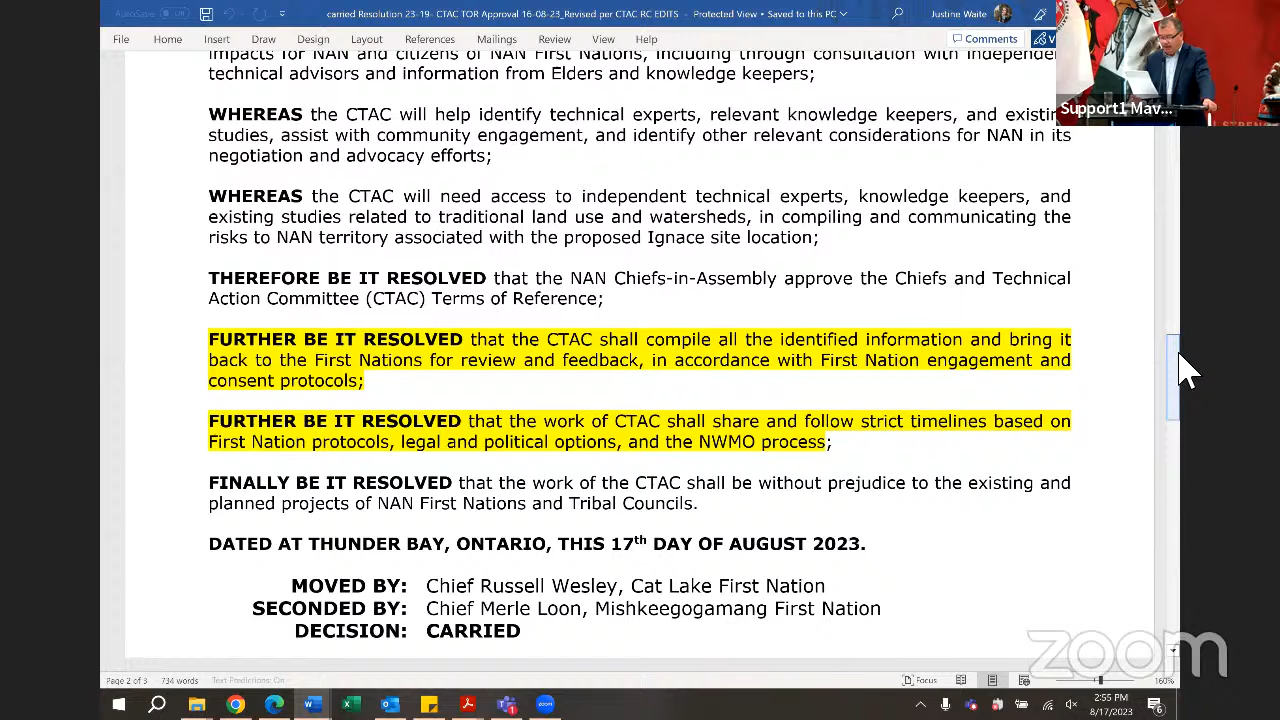 AutoSave
carried Resolution 23-19- CTAC TOR Approval 16-08-23_Revised per CTAC RC EDITS - Protected View • Saved to this PC
Justine Waite
File Home Insert Draw Design Layout References Mailings Review View Help Comments
Support1 Mav...
impacts for NAN and citizens of NAN First Nations, including through consultation with independent
technical advisors and information from Elders and knowledge keepers;
WHEREAS the CTAC will help identify technical experts, relevant knowledge keepers, and existing
studies, assist with community engagement, and identify other relevant considerations for NAN in its
negotiation and advocacy efforts;
WHEREAS the CTAC will need access to independent technical experts, knowledge keepers, and
existing studies related to traditional land use and watersheds, in compiling and communicating the
risks to NAN territory associated with the proposed Ignace site location;
THEREFORE BE IT RESOLVED that the NAN Chiefs-in-Assembly approve the Chiefs and Technical
Action Committee (CTAC) Terms of Reference;
FURTHER BE IT RESOLVED that the CTAC shall compile all the identified information and bring it
back to the First Nations for review and feedback, in accordance with First Nation engagement and
consent protocols;
FURTHER BE IT RESOLVED that the work of CTAC shall share and follow strict timelines based on
First Nation protocols, legal and political options, and the NWMO process;
FINALLY BE IT RESOLVED that the work of the CTAC shall be without prejudice to the existing and
planned projects of NAN First Nations and Tribal Councils.
DATED AT THUNDER BAY, ONTARIO, THIS 17th DAY OF AUGUST 2023.
MOVED BY: Chief Russell Wesley, Cat Lake First Nation
SECONDED BY: Chief Merle Loon, Mishkeegogamang First Nation
DECISION: CARRIED
zoom
Page 2 of 3 734 words Text Predictions: On Focus 160%
2:55 PM
8/17/2023